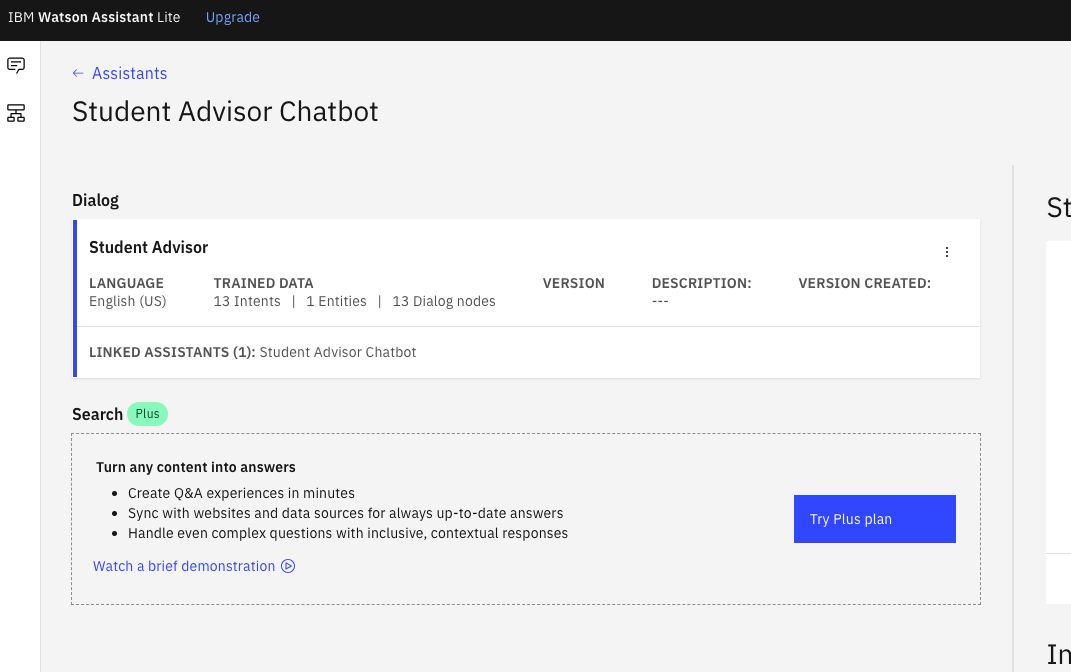 IBM Watson Assistant Lite Upgrade
← Assistants
Student Advisor Chatbot
Dialog
Student Advisor
LANGUAGE TRAINED DATA VERSION DESCRIPTION: VERSION CREATED:
English (US) 13 Intents | 1 Entities | 13 Dialog nodes ---
LINKED ASSISTANTS (1): Student Advisor Chatbot
Search Plus
Turn any content into answers
• Create Q&A experiences in minutes
• Sync with websites and data sources for always up-to-date answers
• Handle even complex questions with inclusive, contextual responses
Try Plus plan
Watch a brief demonstration
St
In